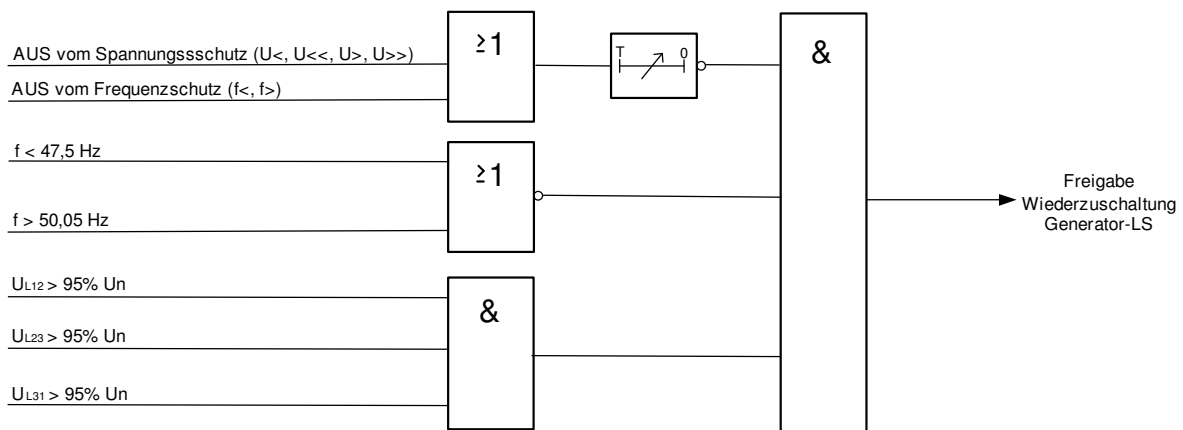 ≥1
AUS vom Spannungssschutz (U<, U<<, U>, U>>)
AUS vom Frequenzschutz (f<, f>)
T 0
&
f < 47,5 Hz
≥1
f > 50,05 Hz
Freigabe
Wiederzuschaltung
Generator-LS
UL12 > 95% Un
&
UL23 > 95% Un
UL31 > 95% Un